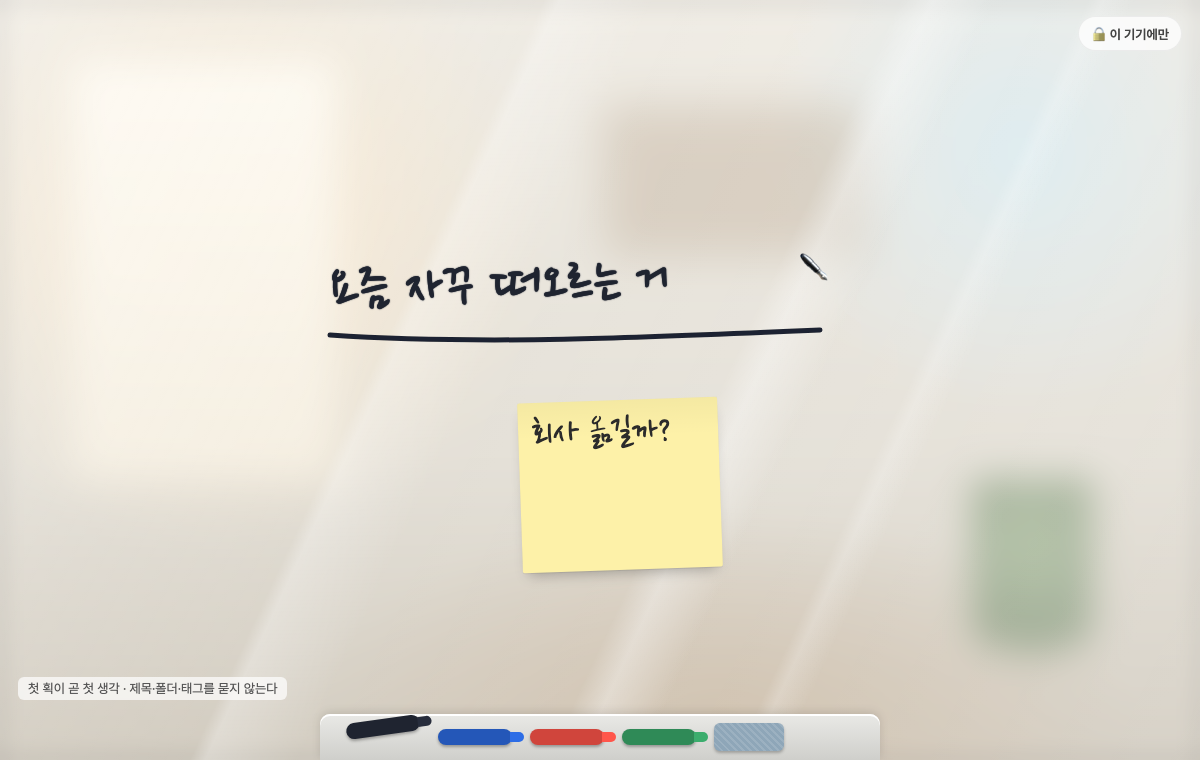 이 기기에만
요즘 자꾸 떠오르는 거
회사 옮길까?
첫 획이 곧 첫 생각 · 제목·폴더·태그를 묻지 않는다